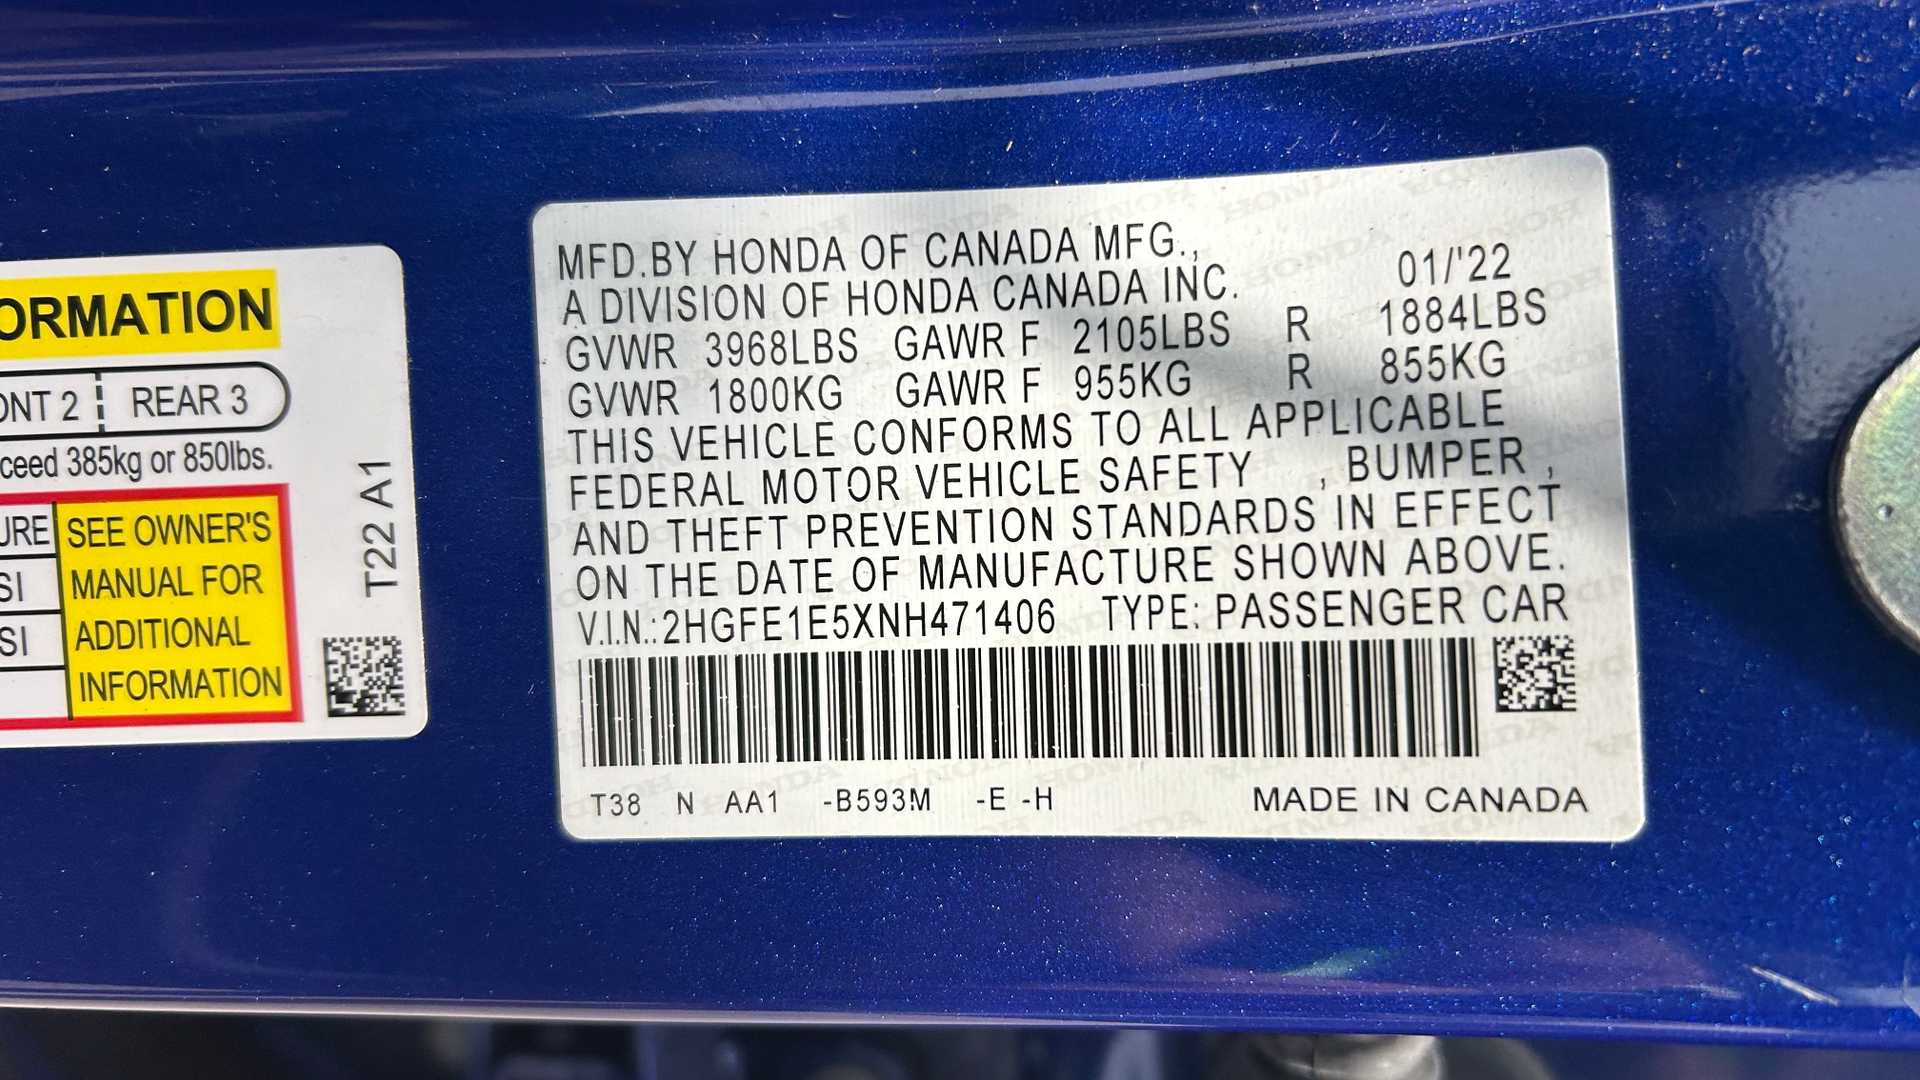 ORMATION
ONT 2 REAR 3
ceed 385kg or 850lbs.
URE SEE OWNER'S
SI MANUAL FOR
SI ADDITIONAL
INFORMATION
T22 A1
MFD.BY HONDA OF CANADA MFG.,
A DIVISION OF HONDA CANADA INC. 01/'22
GVWR 3968LBS GAWR F 2105LBS R 1884LBS
GVWR 1800KG GAWR F 955KG R 855KG
THIS VEHICLE CONFORMS TO ALL APPLICABLE
FEDERAL MOTOR VEHICLE SAFETY , BUMPER ,
AND THEFT PREVENTION STANDARDS IN EFFECT
ON THE DATE OF MANUFACTURE SHOWN ABOVE.
V.I.N.:2HGFE1E5XNH471406 TYPE: PASSENGER CAR
T38 N AA1 -B593M -E -H MADE IN CANADA